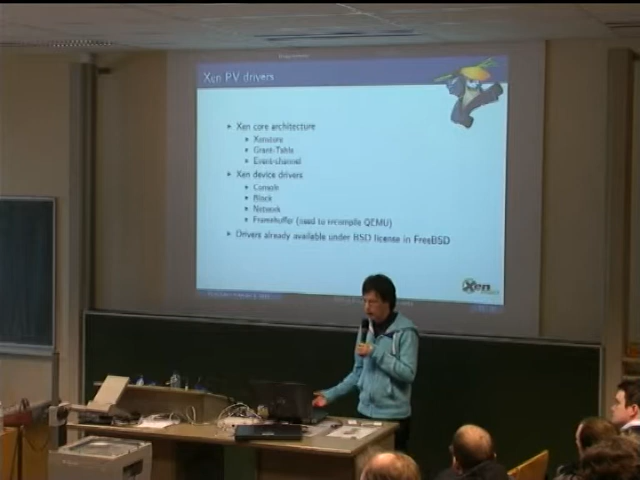 Xen PV drivers
Xen core architecture
Xenstore
Grant-Table
Event-channel
Xen device drivers
Console
Block
Network
Framebuffer (need to recompile QEMU)
Drivers already available under BSD license in FreeBSD
Xen